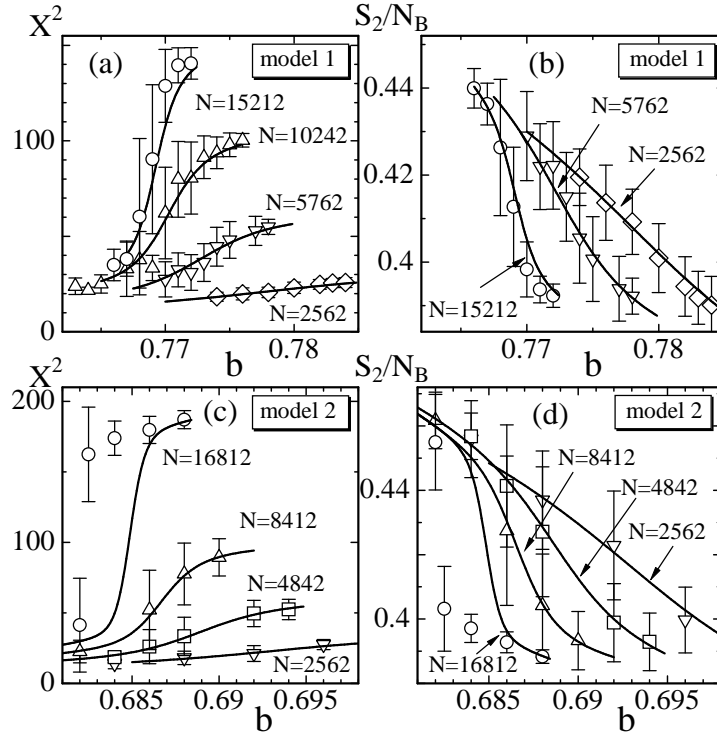 X²
(a)
model 1
N=15212
N=10242
N=5762
N=2562
100
0
0.77
0.78
b
S₂/N_B
(b)
model 1
N=5762
N=2562
N=15212
0.44
0.42
0.4
0.77
0.78
b
X²
(c)
model 2
N=16812
N=8412
N=4842
N=2562
200
100
0
0.685
0.69
0.695
b
S₂/N_B
(d)
model 2
N=8412
N=4842
N=2562
N=16812
0.44
0.4
0.685
0.69
0.695
b